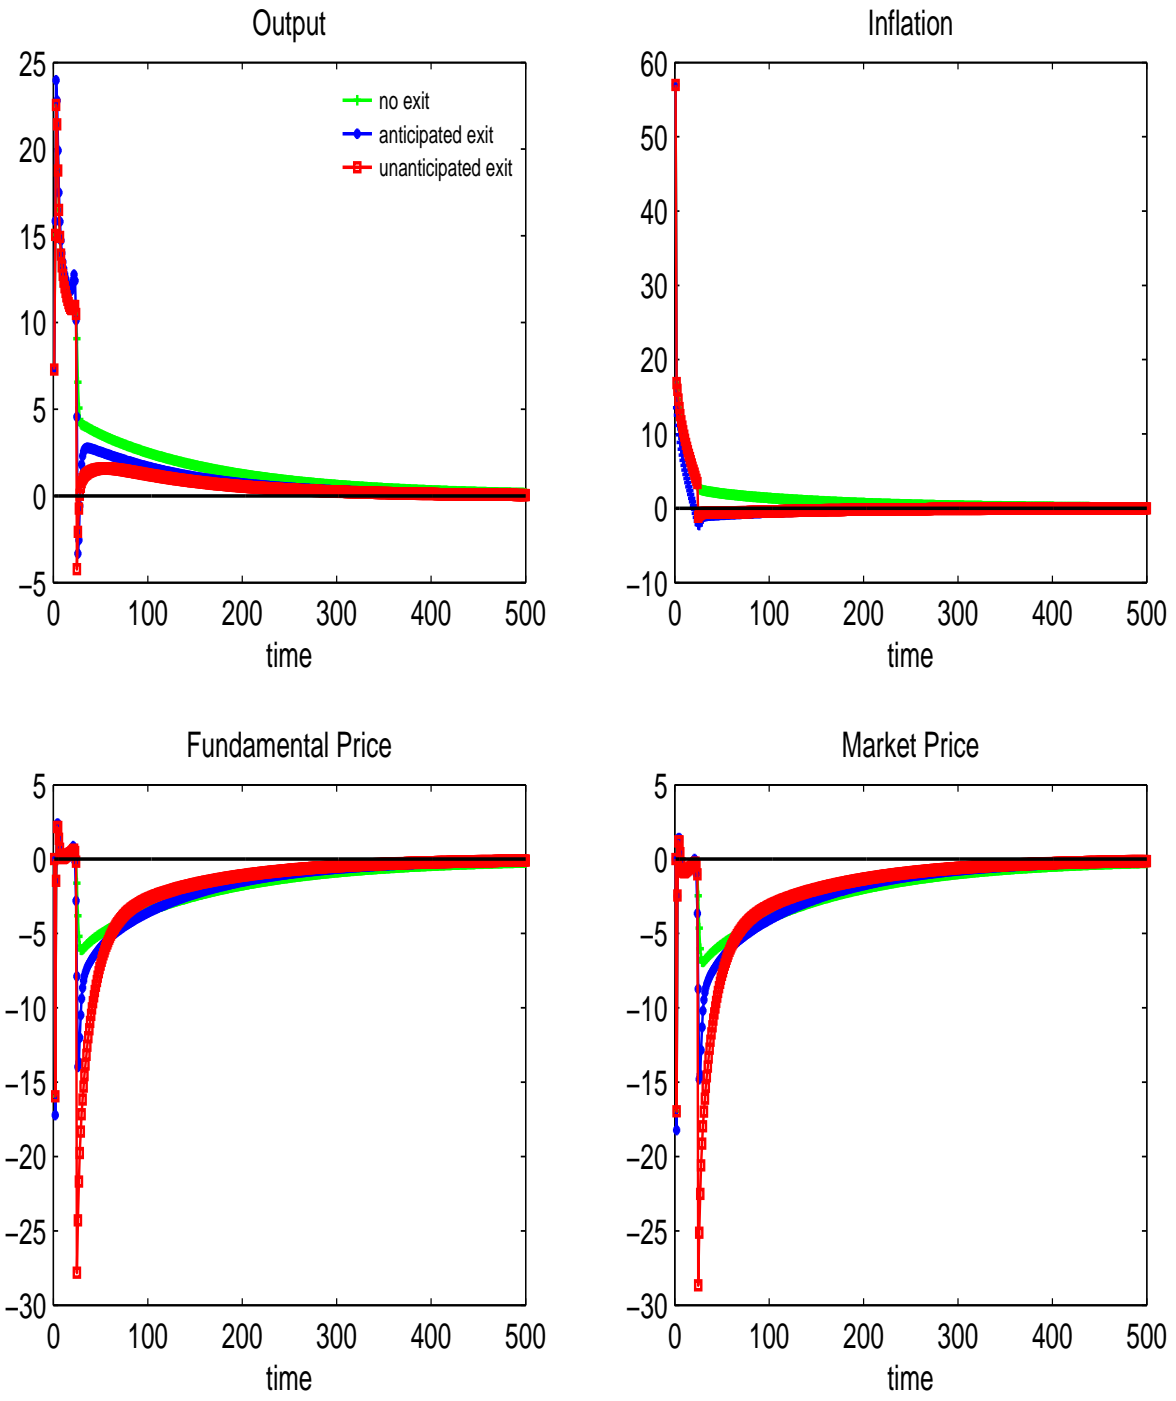 Output
25
20
15
10
5
0
−5
0 100 200 300 400 500
time
no exit
anticipated exit
unanticipated exit
Inflation
60
50
40
30
20
10
0
−10
0 100 200 300 400 500
time
Fundamental Price
5
0
−5
−10
−15
−20
−25
−30
0 100 200 300 400 500
time
Market Price
5
0
−5
−10
−15
−20
−25
−30
0 100 200 300 400 500
time